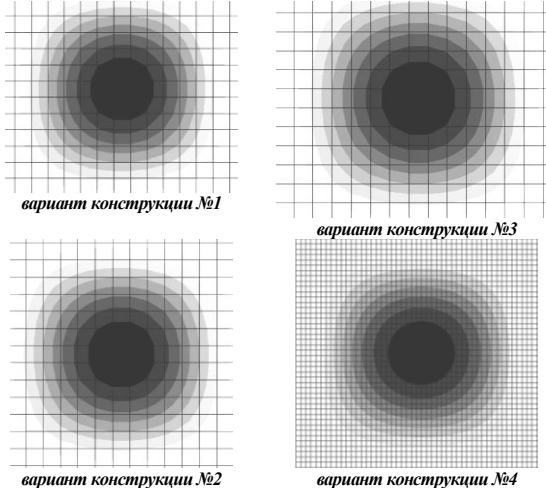 вариант конструкции №1
вариант конструкции №3
вариант конструкции №2
вариант конструкции №4